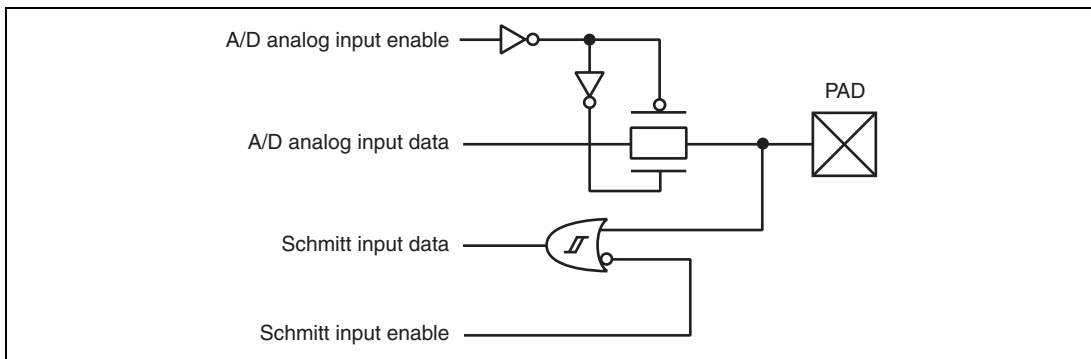 A/D analog input enable
PAD
A/D analog input data
Schmitt input data
Schmitt input enable